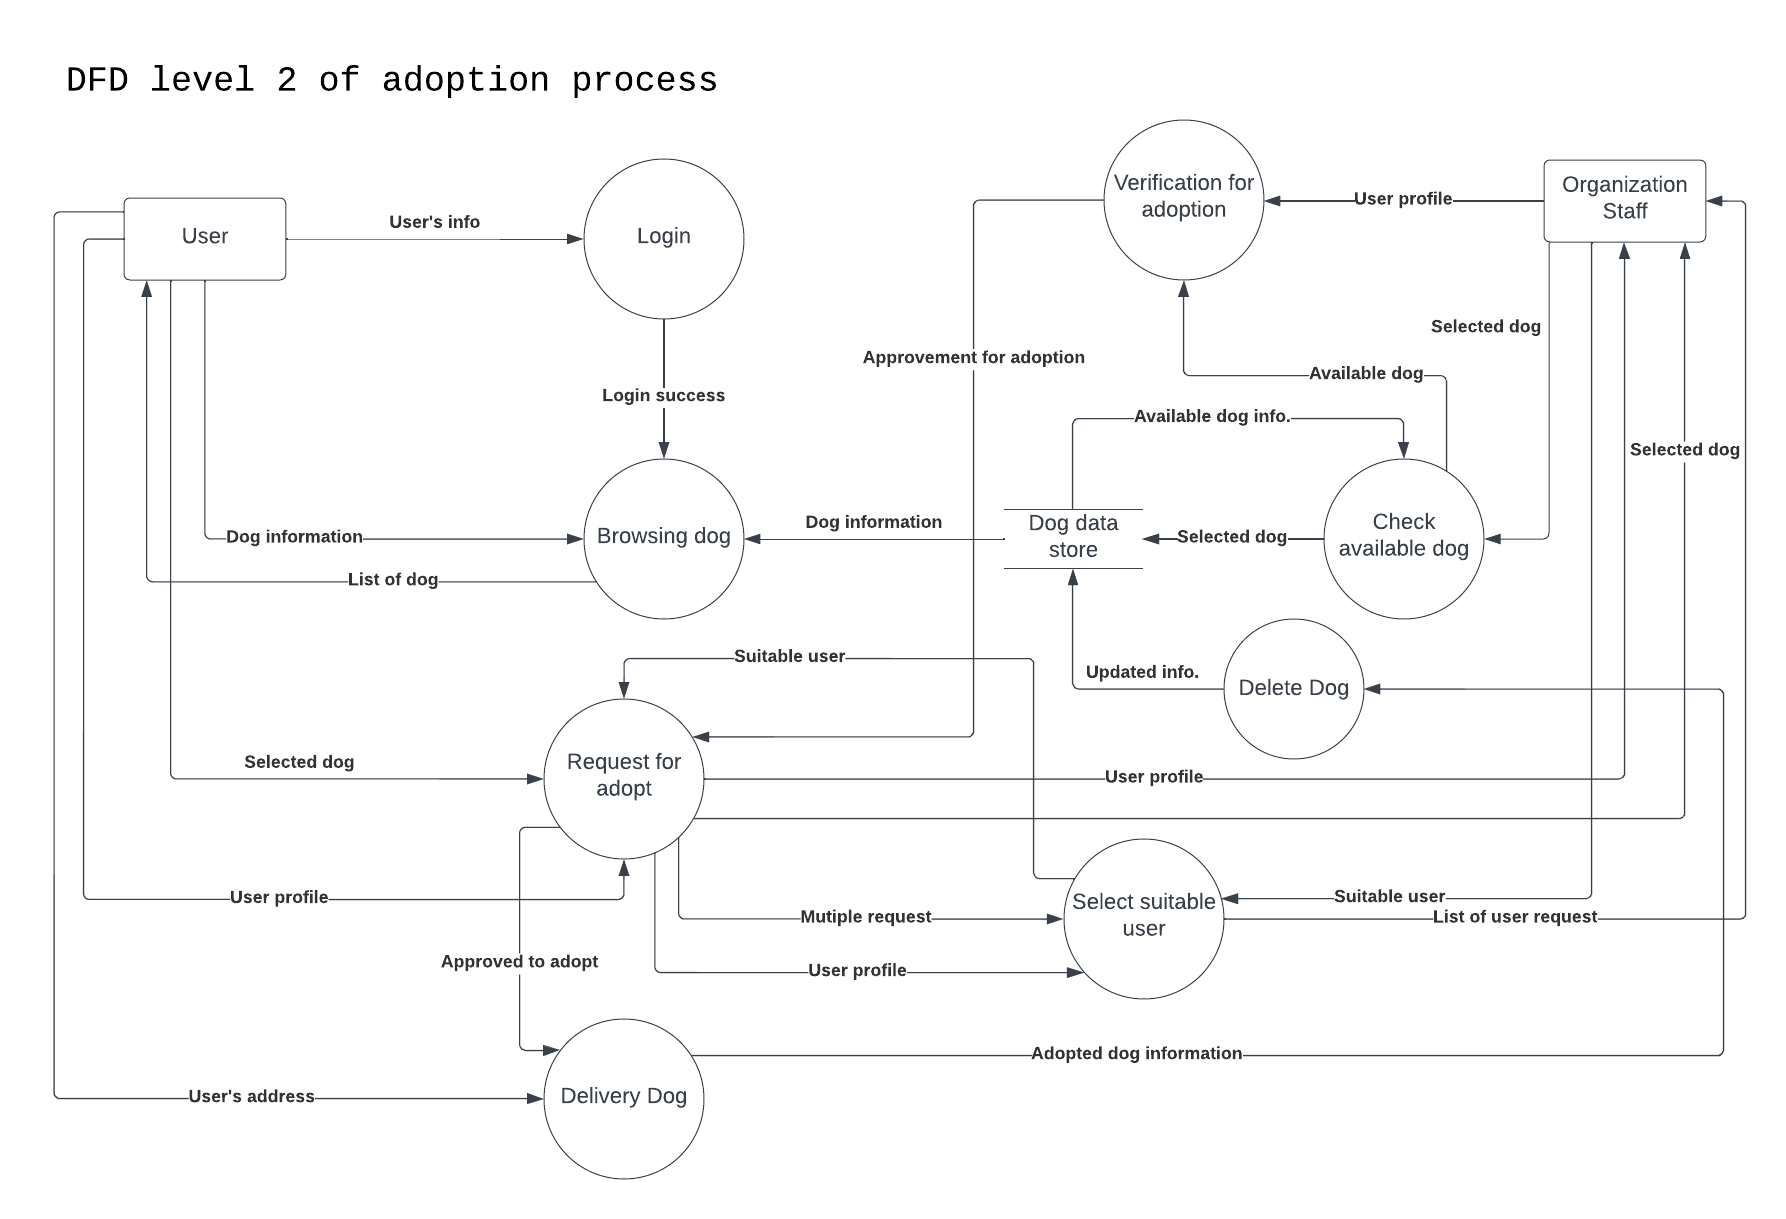 DFD level 2 of adoption process
Verification for
adoption
Organization
Staff
User profile
User
User's info
Login
Selected dog
Approvement for adoption
Available dog
Login success
Available dog info.
Selected dog
Browsing dog
Dog information
Dog information
Dog data
store
Selected dog
Check
available dog
List of dog
Suitable user
Updated info.
Delete Dog
Selected dog
Request for
adopt
User profile
User profile
Suitable user
Select suitable
user
Mutiple request
List of user request
Approved to adopt
User profile
Adopted dog information
User's address
Delivery Dog